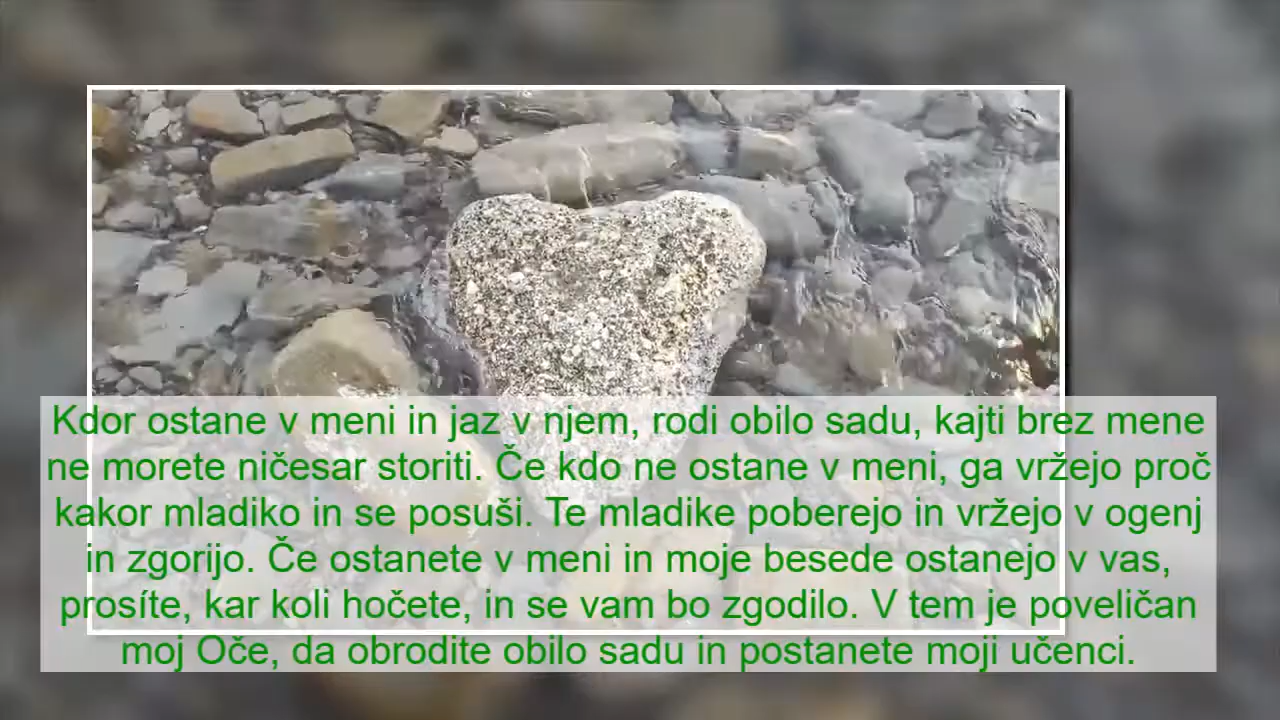 Kdor ostane v meni in jaz v njem, rodi obilo sadu, kajti brez mene
ne morete ničesar storiti. Če kdo ne ostane v meni, ga vržejo proč
kakor mladiko in se posuši. Te mladike poberejo in vržejo v ogenj
in zgorijo. Če ostanete v meni in moje besede ostanejo v vas,
prosíte, kar koli hočete, in se vam bo zgodilo. V tem je poveličan
moj Oče, da obrodite obilo sadu in postanete moji učenci.